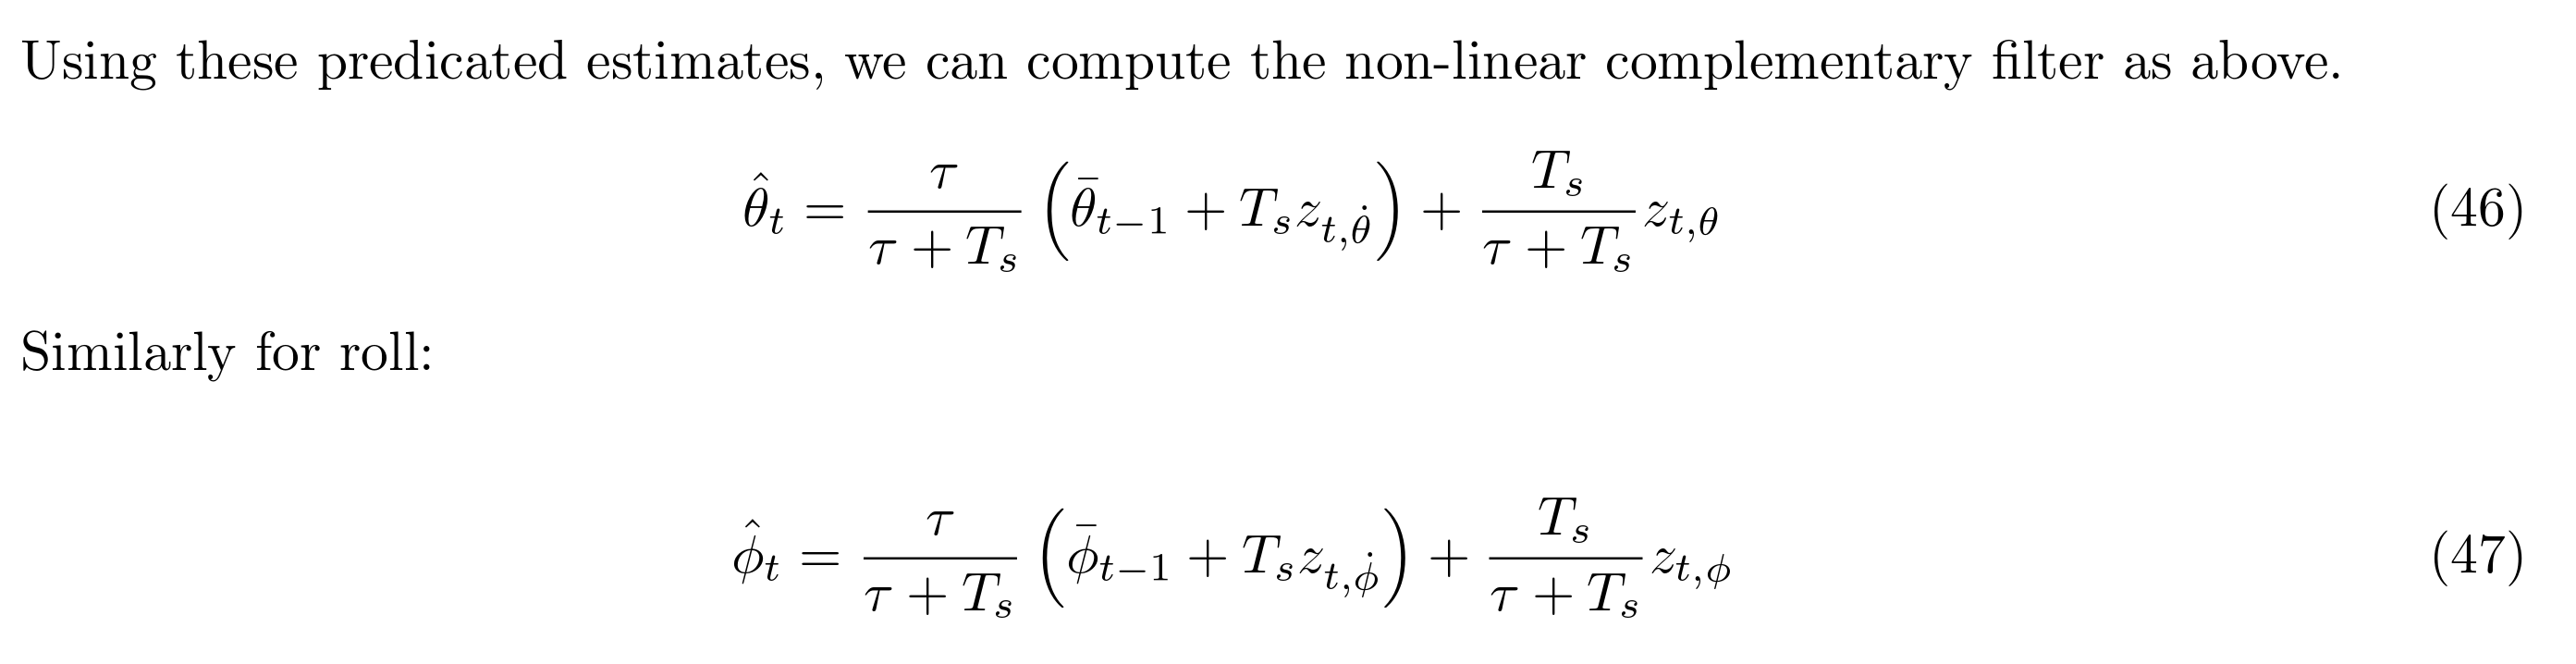 Using these predicated estimates, we can compute the non-linear complementary filter as above.
$$\hat{\theta}_t = \frac{\tau}{\tau + T_s} \left( \bar{\theta}_{t-1} + T_s z_{t,\dot{\theta}} \right) + \frac{T_s}{\tau + T_s} z_{t,\theta}$$ (46)
Similarly for roll:
$$\hat{\phi}_t = \frac{\tau}{\tau + T_s} \left( \bar{\phi}_{t-1} + T_s z_{t,\dot{\phi}} \right) + \frac{T_s}{\tau + T_s} z_{t,\phi}$$ (47)